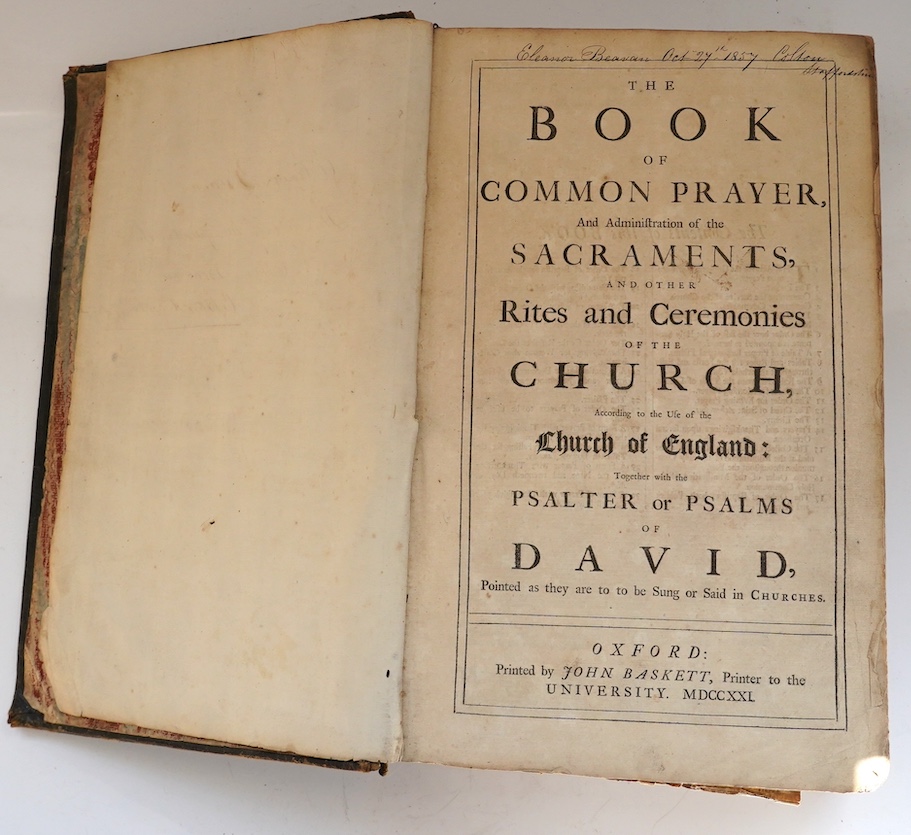 Eleanor Beavan Oct 27th 1857 Colton
Staffordshire
THE
BOOK
OF
COMMON PRAYER,
And Adminiſtration of the
SACRAMENTS,
AND OTHER
Rites and Ceremonies
OF THE
CHURCH,
According to the Uſe of the
Church of England:
Together with the
PSALTER or PSALMS
OF
DAVID,
Pointed as they are to to be Sung or Said in CHURCHES.
OXFORD:
Printed by JOHN BASKETT, Printer to the
UNIVERSITY. MDCCXXI.